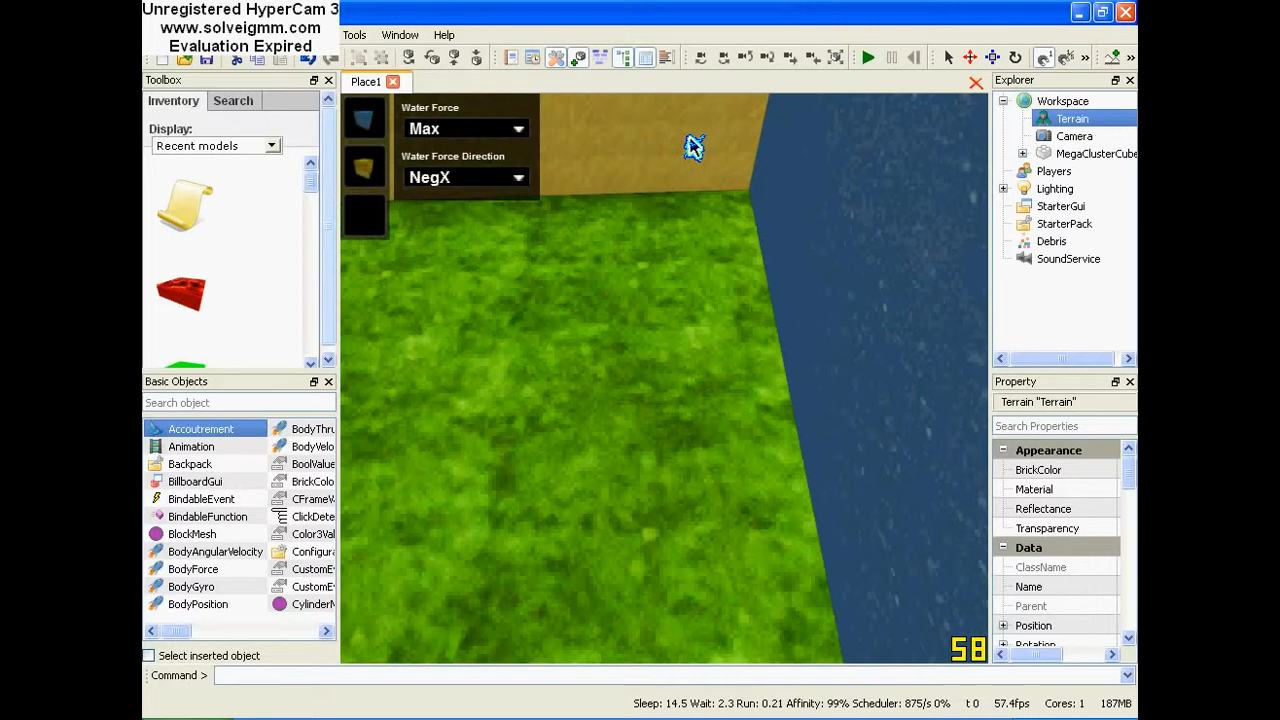 Unregistered HyperCam 3
www.solveigmm.com
Evaluation Expired
Tools Window Help
Toolbox
Place1
Explorer
Inventory Search
Display:
Recent models
Water Force
Max
Water Force Direction
NegX
Workspace
Terrain
Camera
MegaClusterCube
Players
Lighting
StarterGui
StarterPack
Debris
SoundService
Basic Objects
Search object
Accoutrement
Animation
Backpack
BillboardGui
BindableEvent
BindableFunction
BlockMesh
BodyAngularVelocity
BodyForce
BodyGyro
BodyPosition
BodyThru
BodyVelo
BoolValue
BrickColo
CFrameV
ClickDete
Color3Val
Configura
CustomE
CustomE
CylinderM
Select inserted object
Property
Terrain "Terrain"
Search Properties
Appearance
BrickColor
Material
Reflectance
Transparency
Data
ClassName
Name
Parent
Position
Rotation
58
Command >
Sleep: 14.5 Wait: 2.3 Run: 0.21 Affinity: 99% Scheduler: 875/s 0% t 0 57.4fps Cores: 1 187MB